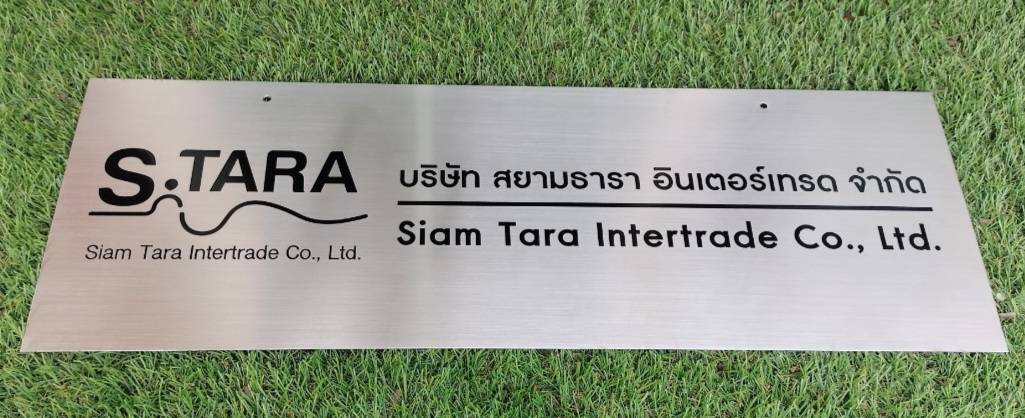 S.TARA
Siam Tara Intertrade Co., Ltd.
บริษัท สยามธารา อินเตอร์เทรด จำกัด
Siam Tara Intertrade Co., Ltd.